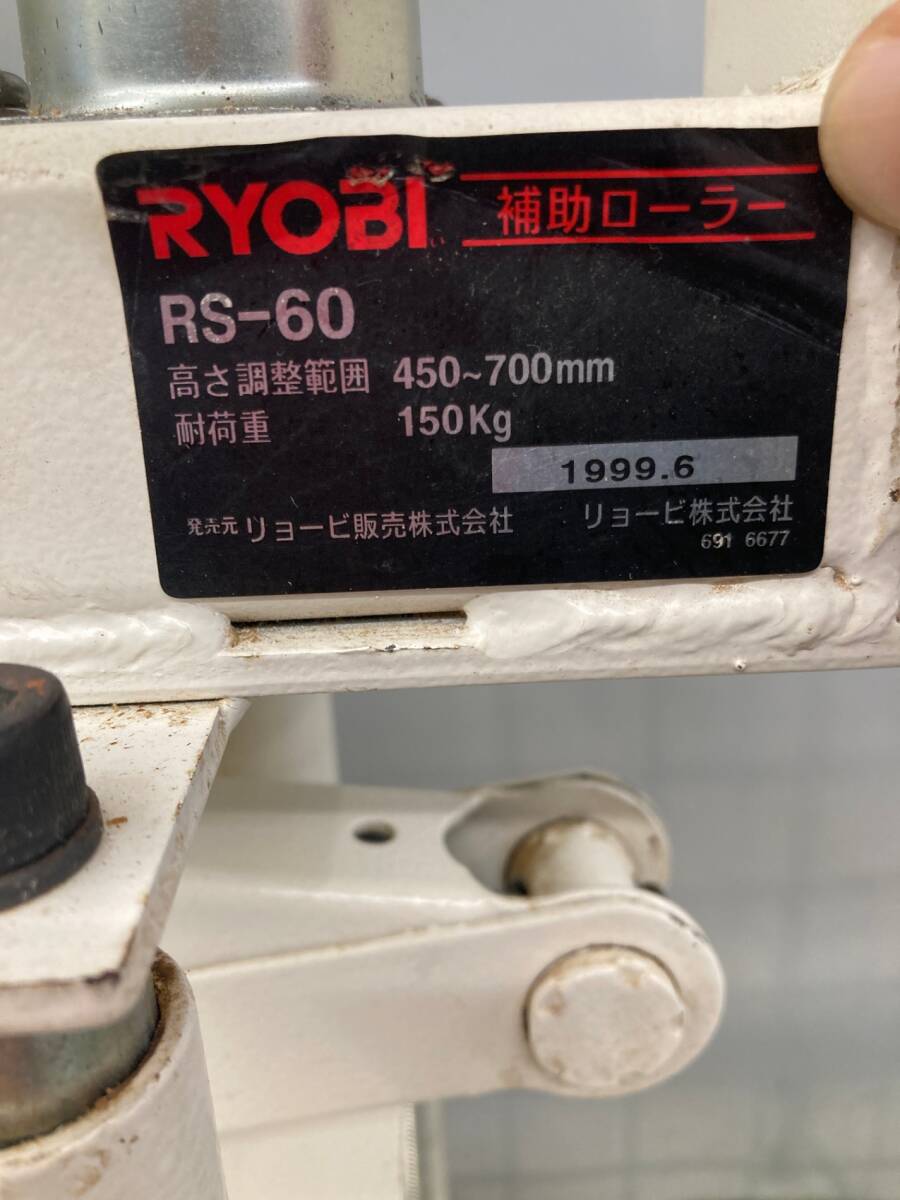 RYOBI 補助ローラー
RS-60
高さ調整範囲 450~700mm
耐荷重 150Kg
1999.6
発売元 リョービ販売株式会社 リョービ株式会社
691 6677